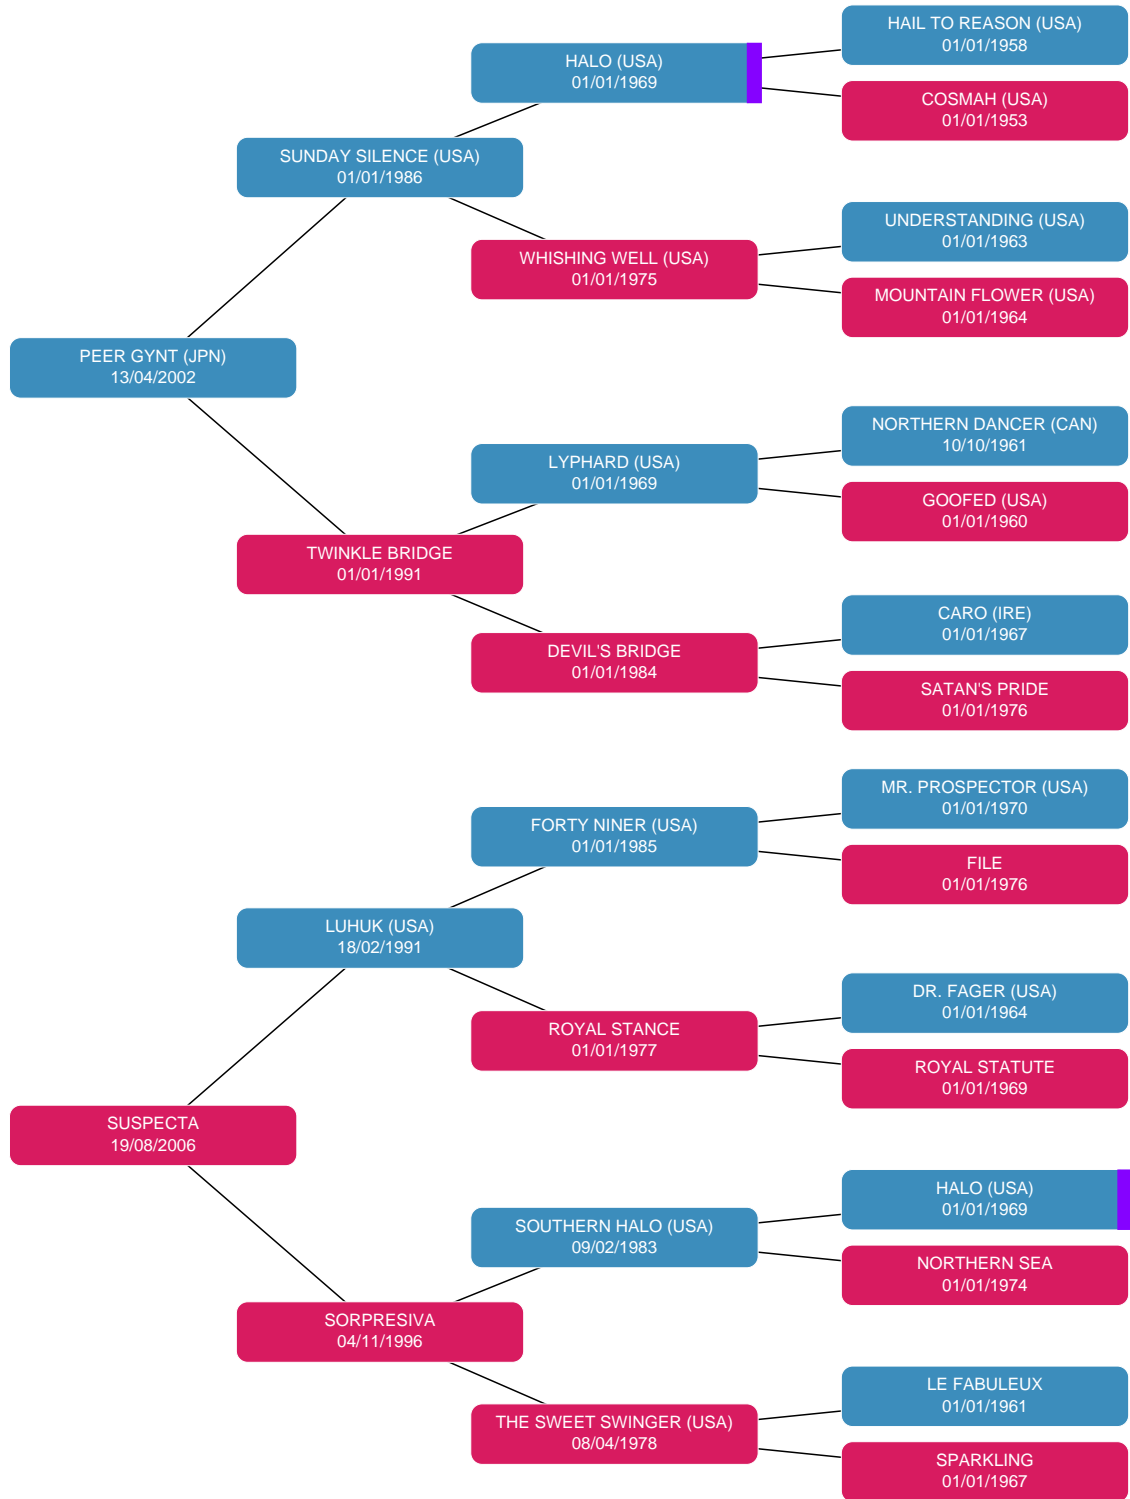 HAIL TO REASON (USA)
01/01/1958
HALO (USA)
01/01/1969
COSMAH (USA)
01/01/1953
SUNDAY SILENCE (USA)
01/01/1986
UNDERSTANDING (USA)
01/01/1963
WHISHING WELL (USA)
01/01/1975
MOUNTAIN FLOWER (USA)
01/01/1964
PEER GYNT (JPN)
13/04/2002
NORTHERN DANCER (CAN)
10/10/1961
LYPHARD (USA)
01/01/1969
GOOFED (USA)
01/01/1960
TWINKLE BRIDGE
01/01/1991
CARO (IRE)
01/01/1967
DEVIL'S BRIDGE
01/01/1984
SATAN'S PRIDE
01/01/1976
MR. PROSPECTOR (USA)
01/01/1970
FORTY NINER (USA)
01/01/1985
FILE
01/01/1976
LUHUK (USA)
18/02/1991
DR. FAGER (USA)
01/01/1964
ROYAL STANCE
01/01/1977
ROYAL STATUTE
01/01/1969
SUSPECTA
19/08/2006
HALO (USA)
01/01/1969
SOUTHERN HALO (USA)
09/02/1983
NORTHERN SEA
01/01/1974
SORPRESIVA
04/11/1996
LE FABULEUX
01/01/1961
THE SWEET SWINGER (USA)
08/04/1978
SPARKLING
01/01/1967